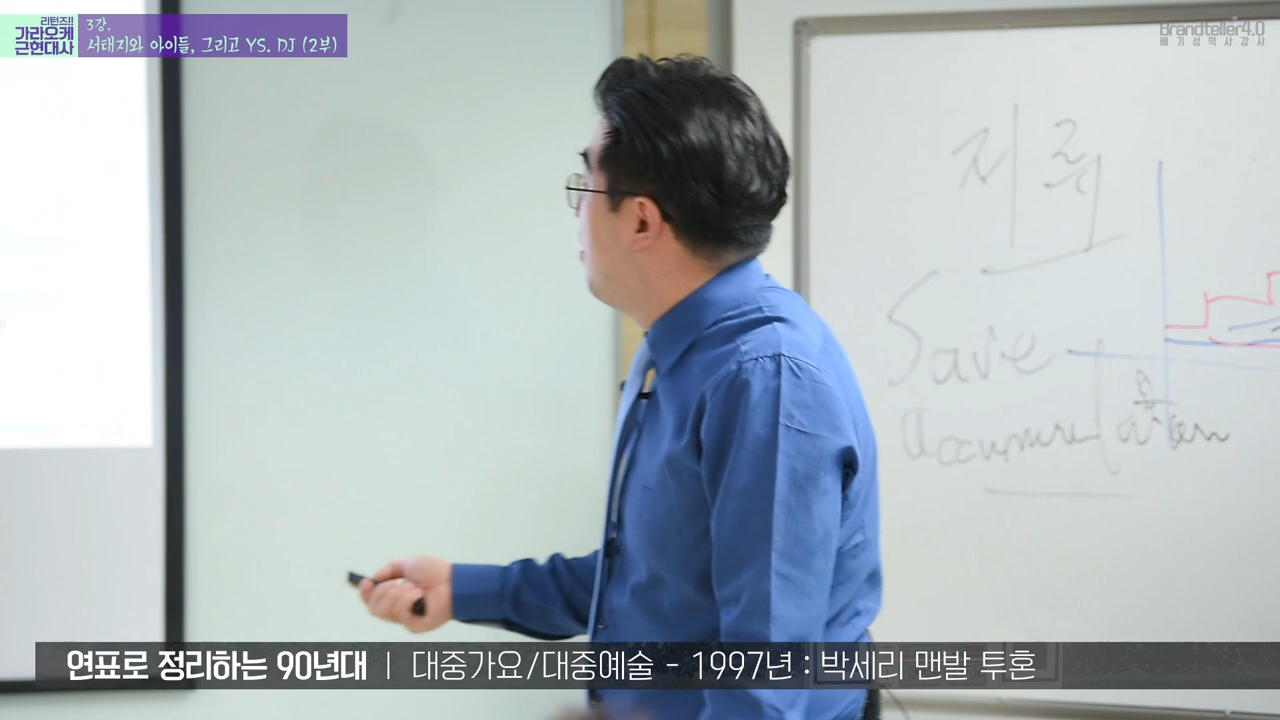 리턴즈!!
가라오케
근현대사
3강.
서태지와 아이들, 그리고 YS. DJ (2부)
Brandteller4.0
배기성역사강사
저축
Save
연표로 정리하는 90년대 | 대중가요/대중예술 - 1997년 : 박세리 맨발 투혼